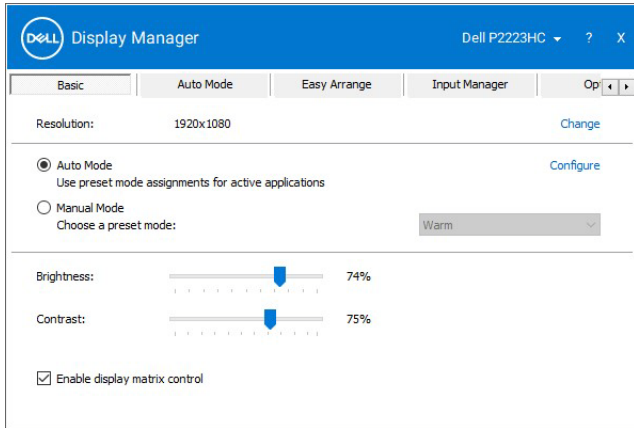 DELL Display Manager Dell P2223HC ? X
Basic Auto Mode Easy Arrange Input Manager Op
Resolution: 1920x1080 Change
Auto Mode Configure
Use preset mode assignments for active applications
Manual Mode
Choose a preset mode: Warm
Brightness: 74%
Contrast: 75%
Enable display matrix control